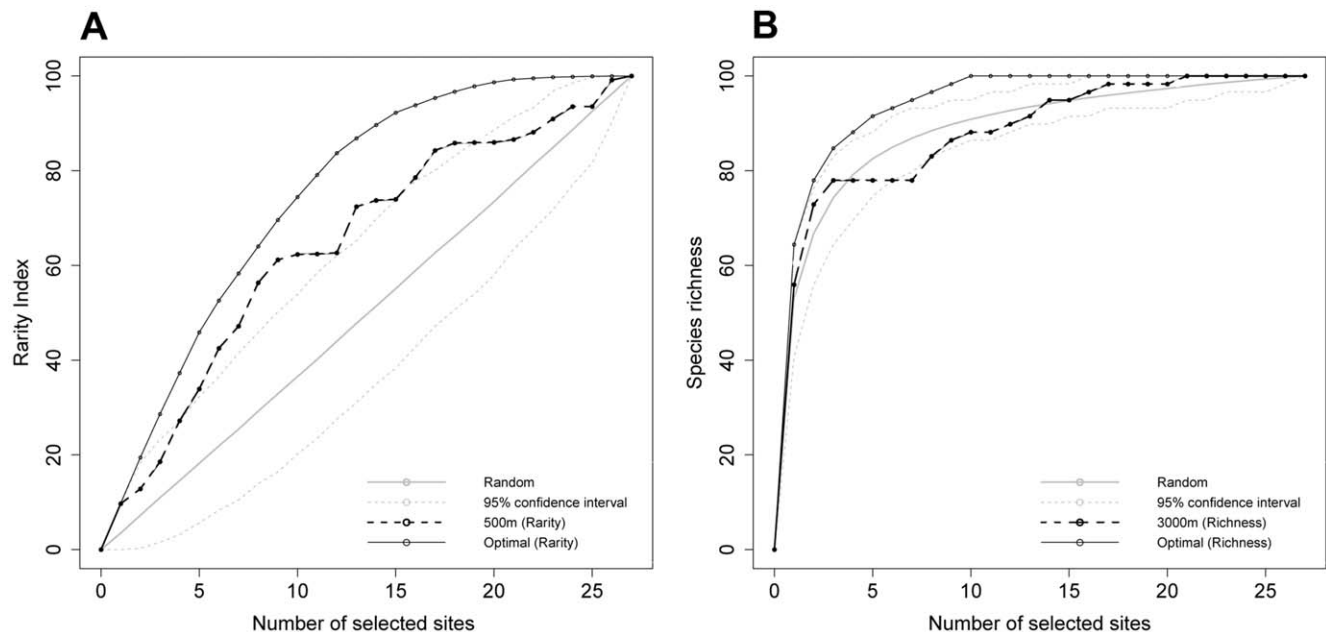 A
Rarity Index
0
20
40
60
80
100
0
5
10
15
20
25
Number of selected sites
Random
95% confidence interval
500m (Rarity)
Optimal (Rarity)
B
Species richness
0
20
40
60
80
100
0
5
10
15
20
25
Number of selected sites
Random
95% confidence interval
3000m (Richness)
Optimal (Richness)